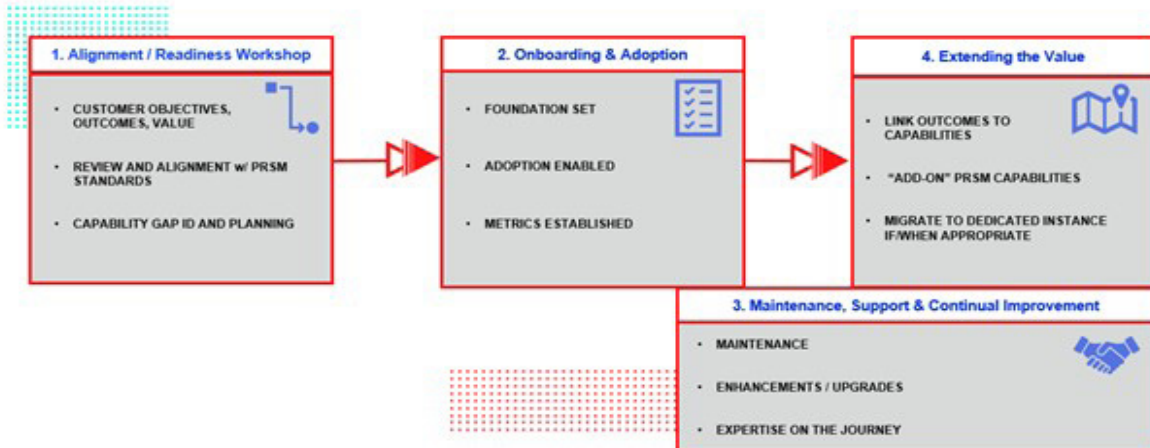 1. Alignment / Readiness Workshop
• CUSTOMER OBJECTIVES,
OUTCOMES, VALUE
• REVIEW AND ALIGNMENT w/ PRSM
STANDARDS
• CAPABILITY GAP ID AND PLANNING
2. Onboarding & Adoption
• FOUNDATION SET
• ADOPTION ENABLED
• METRICS ESTABLISHED
4. Extending the Value
• LINK OUTCOMES TO
CAPABILITIES
• "ADD-ON" PRSM CAPABILITIES
• MIGRATE TO DEDICATED INSTANCE
IF/WHEN APPROPRIATE
3. Maintenance, Support & Continual Improvement
• MAINTENANCE
• ENHANCEMENTS / UPGRADES
• EXPERTISE ON THE JOURNEY